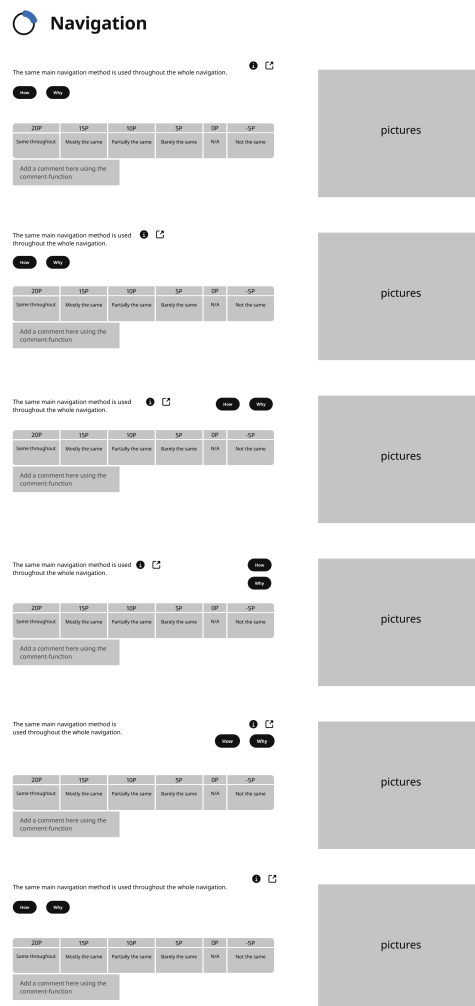 Navigation
The same main navigation method is used throughout the whole navigation.
How Why
20P 15P 10P 5P 0P -5P
Same throughout Mostly the same Partially the same Barely the same N/A Not the same
Add a comment here using the
comment-function
pictures
The same main navigation method is used
throughout the whole navigation.
How Why
20P 15P 10P 5P 0P -5P
Same throughout Mostly the same Partially the same Barely the same N/A Not the same
Add a comment here using the
comment-function
pictures
The same main navigation method is used
throughout the whole navigation.
How Why
20P 15P 10P 5P 0P -5P
Same throughout Mostly the same Partially the same Barely the same N/A Not the same
Add a comment here using the
comment-function
pictures
The same main navigation method is used
throughout the whole navigation.
How
Why
20P 15P 10P 5P 0P -5P
Same throughout Mostly the same Partially the same Barely the same N/A Not the same
Add a comment here using the
comment-function
pictures
The same main navigation method is
used throughout the whole navigation.
How Why
20P 15P 10P 5P 0P -5P
Same throughout Mostly the same Partially the same Barely the same N/A Not the same
Add a comment here using the
comment-function
pictures
The same main navigation method is used throughout the whole navigation.
How Why
20P 15P 10P 5P 0P -5P
Same throughout Mostly the same Partially the same Barely the same N/A Not the same
Add a comment here using the
comment-function
pictures